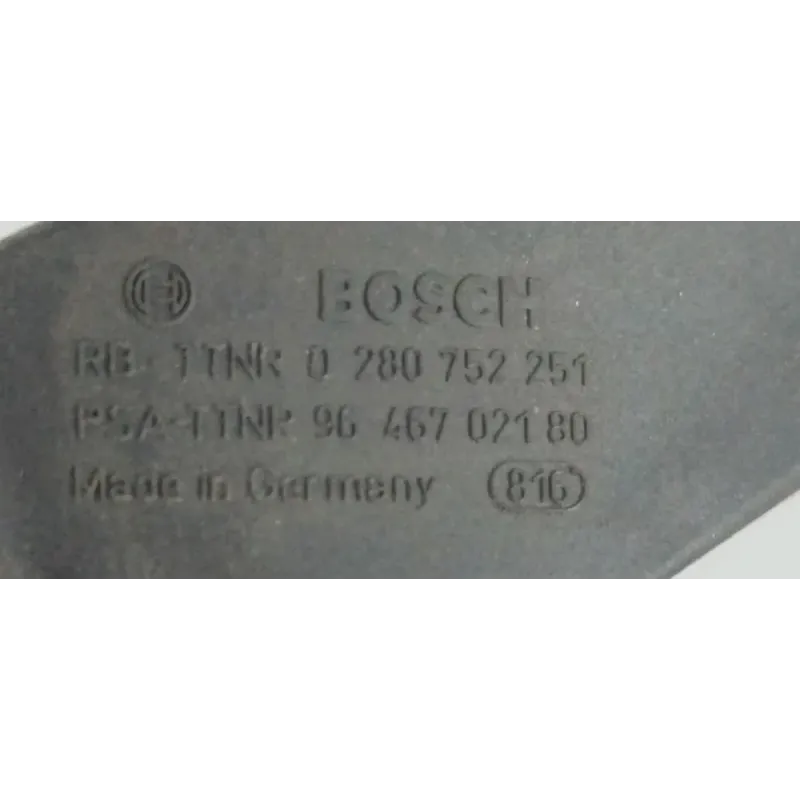 BOSCH
RB-TTNR 0 280 752 251
PSA-TTNR 96 467 021 80
Made in Germany 816